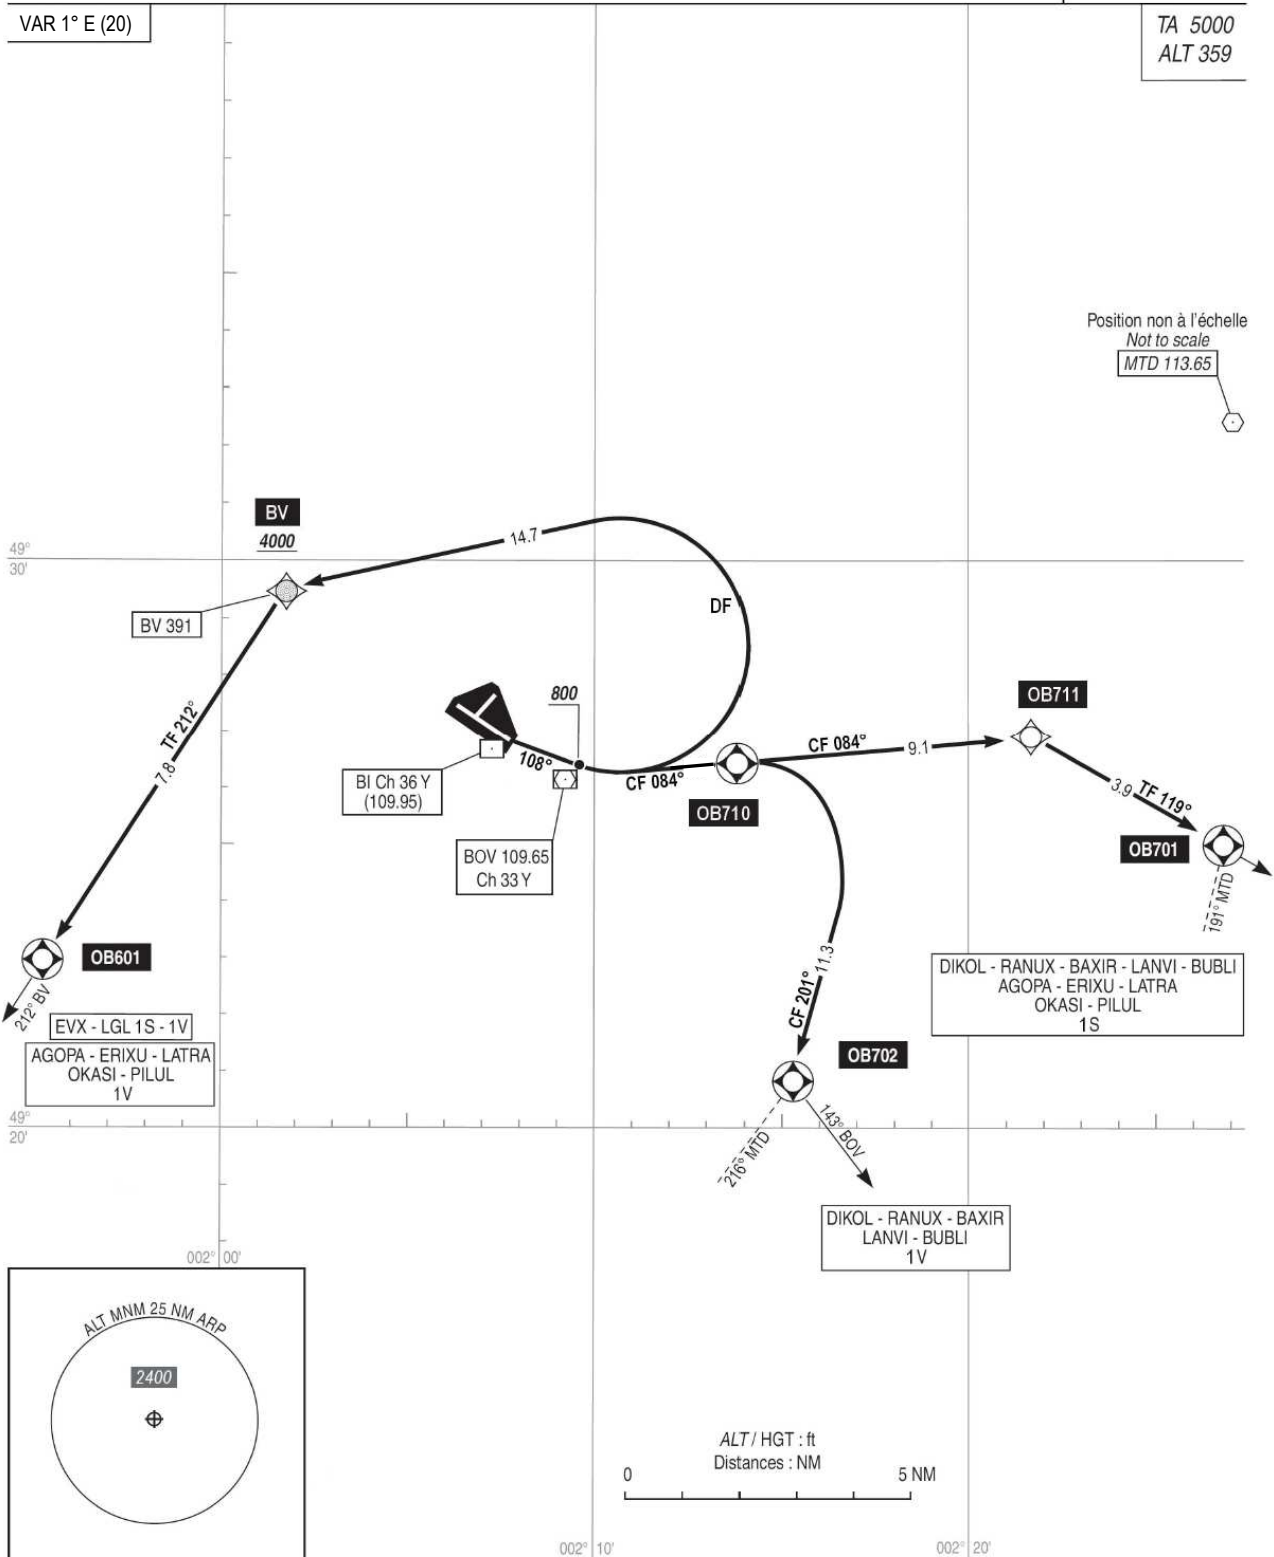 VAR 1° E (20)
TA 5000
ALT 359
Position non à l'échelle
Not to scale
MTD 113.65
BV
4000
14.7
49°
30'
BV 391
DF
TF 212°
7.8
800
108°
BI Ch 36 Y
(109.95)
BOV 109.65
Ch 33 Y
CF 084°
OB710
CF 084°
9.1
OB711
3.9
TF 119°
OB701
191° MTD
OB601
212° BV
EVX - LGL 1S - 1V
AGOPA - ERIXU - LATRA
OKASI - PILUL
1V
11.3
CF 201°
OB702
DIKOL - RANUX - BAXIR - LANVI - BUBLI
AGOPA - ERIXU - LATRA
OKASI - PILUL
1S
49°
20'
216° MTD
143° BOV
DIKOL - RANUX - BAXIR
LANVI - BUBLI
1V
002° 00'
ALT MNM 25 NM ARP
2400
ALT / HGT : ft
Distances : NM
0
5 NM
002° 10'
002° 20'